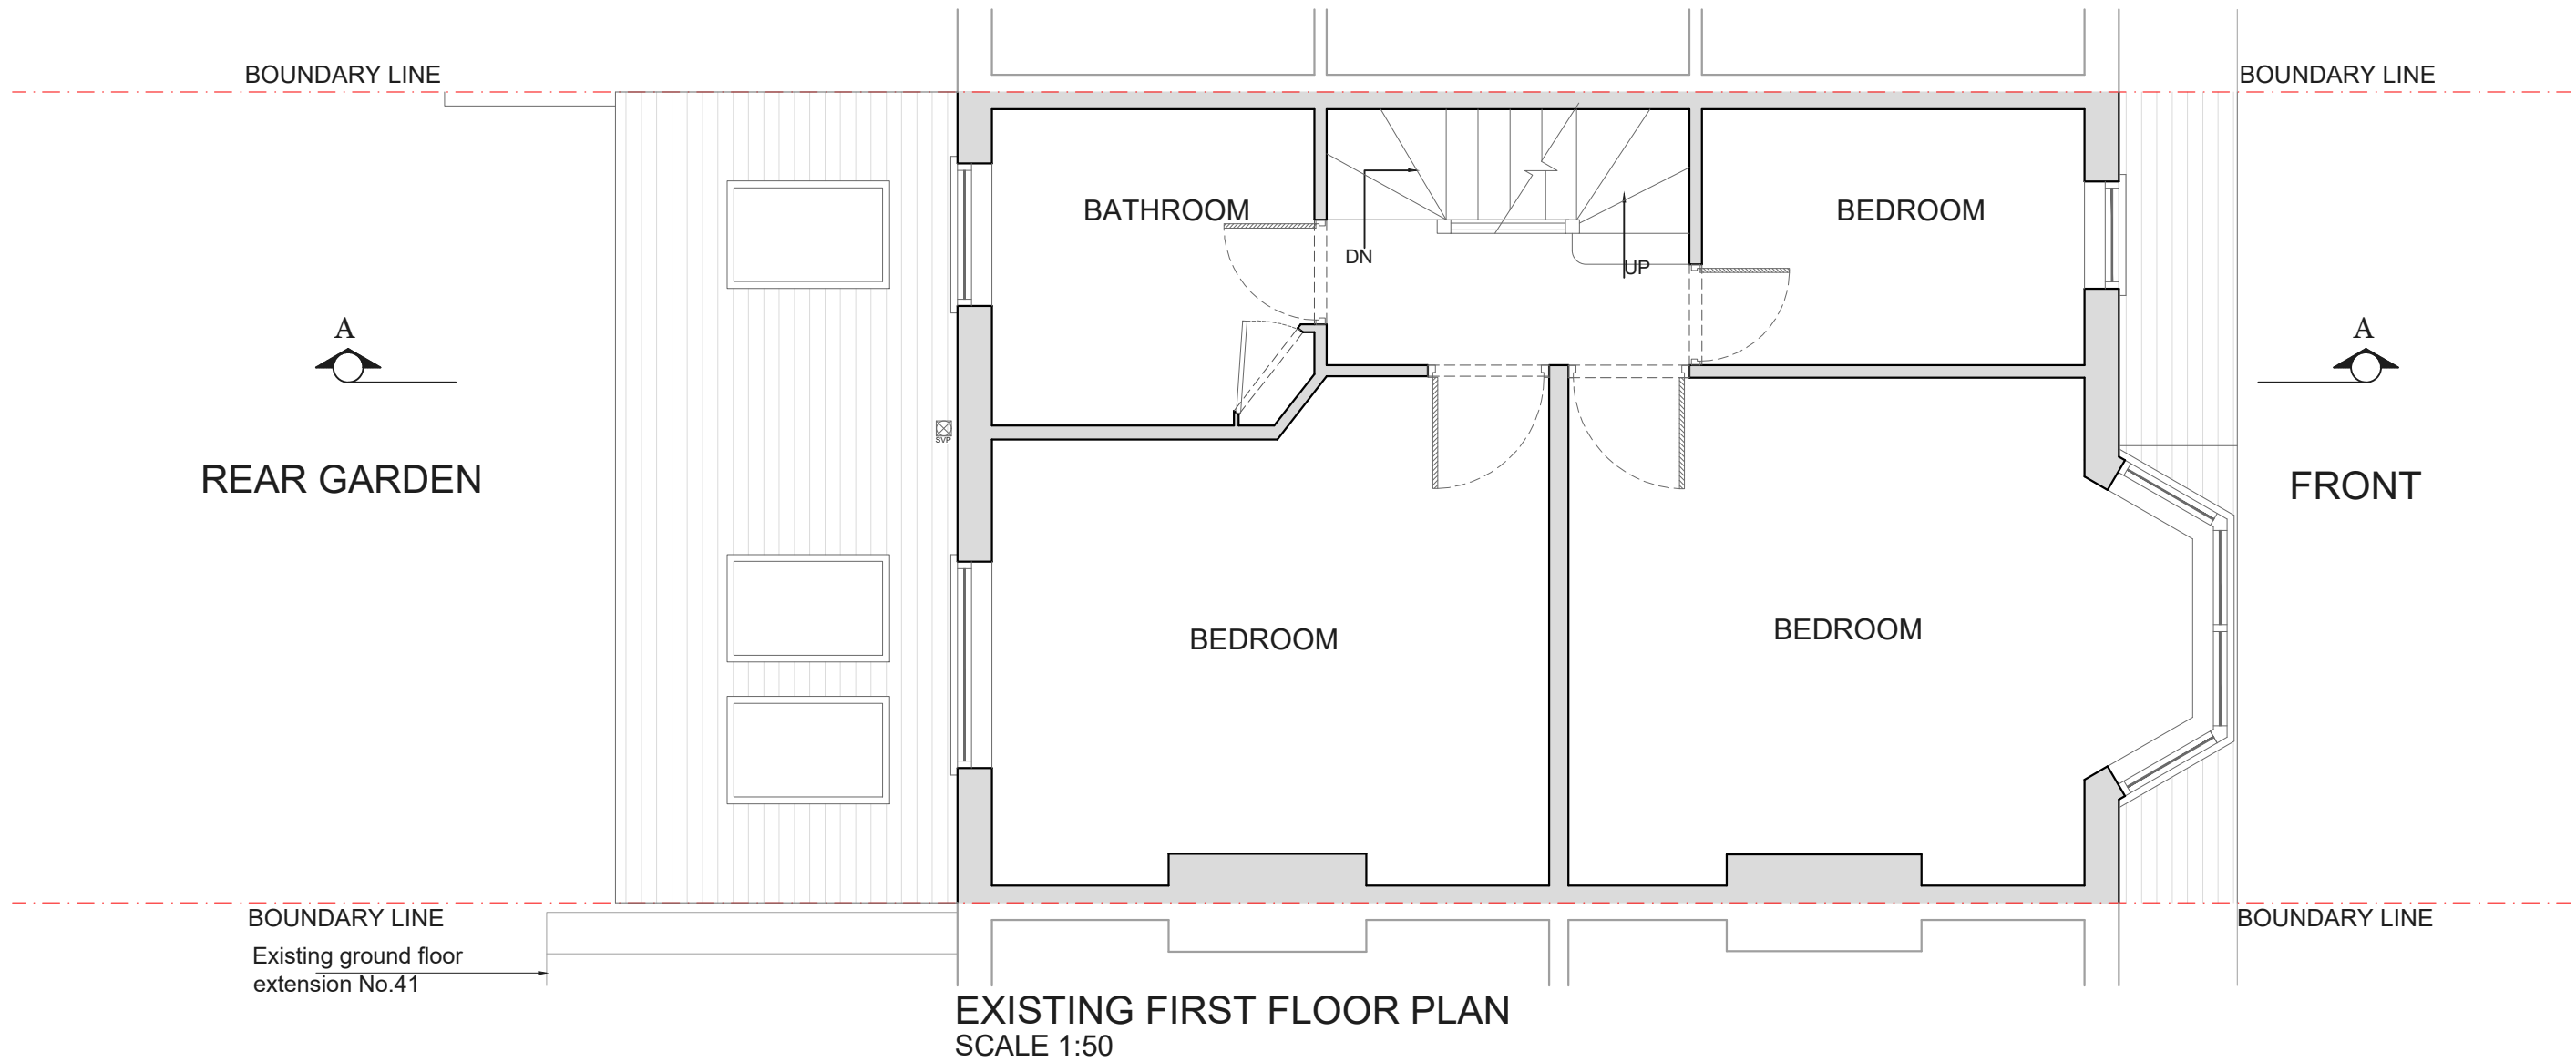 BOUNDARY LINE
BOUNDARY LINE
BATHROOM
BEDROOM
DN
UP
A
A
SVP
REAR GARDEN
FRONT
BEDROOM
BEDROOM
BOUNDARY LINE
BOUNDARY LINE
Existing ground floor
extension No.41
EXISTING FIRST FLOOR PLAN
SCALE 1:50